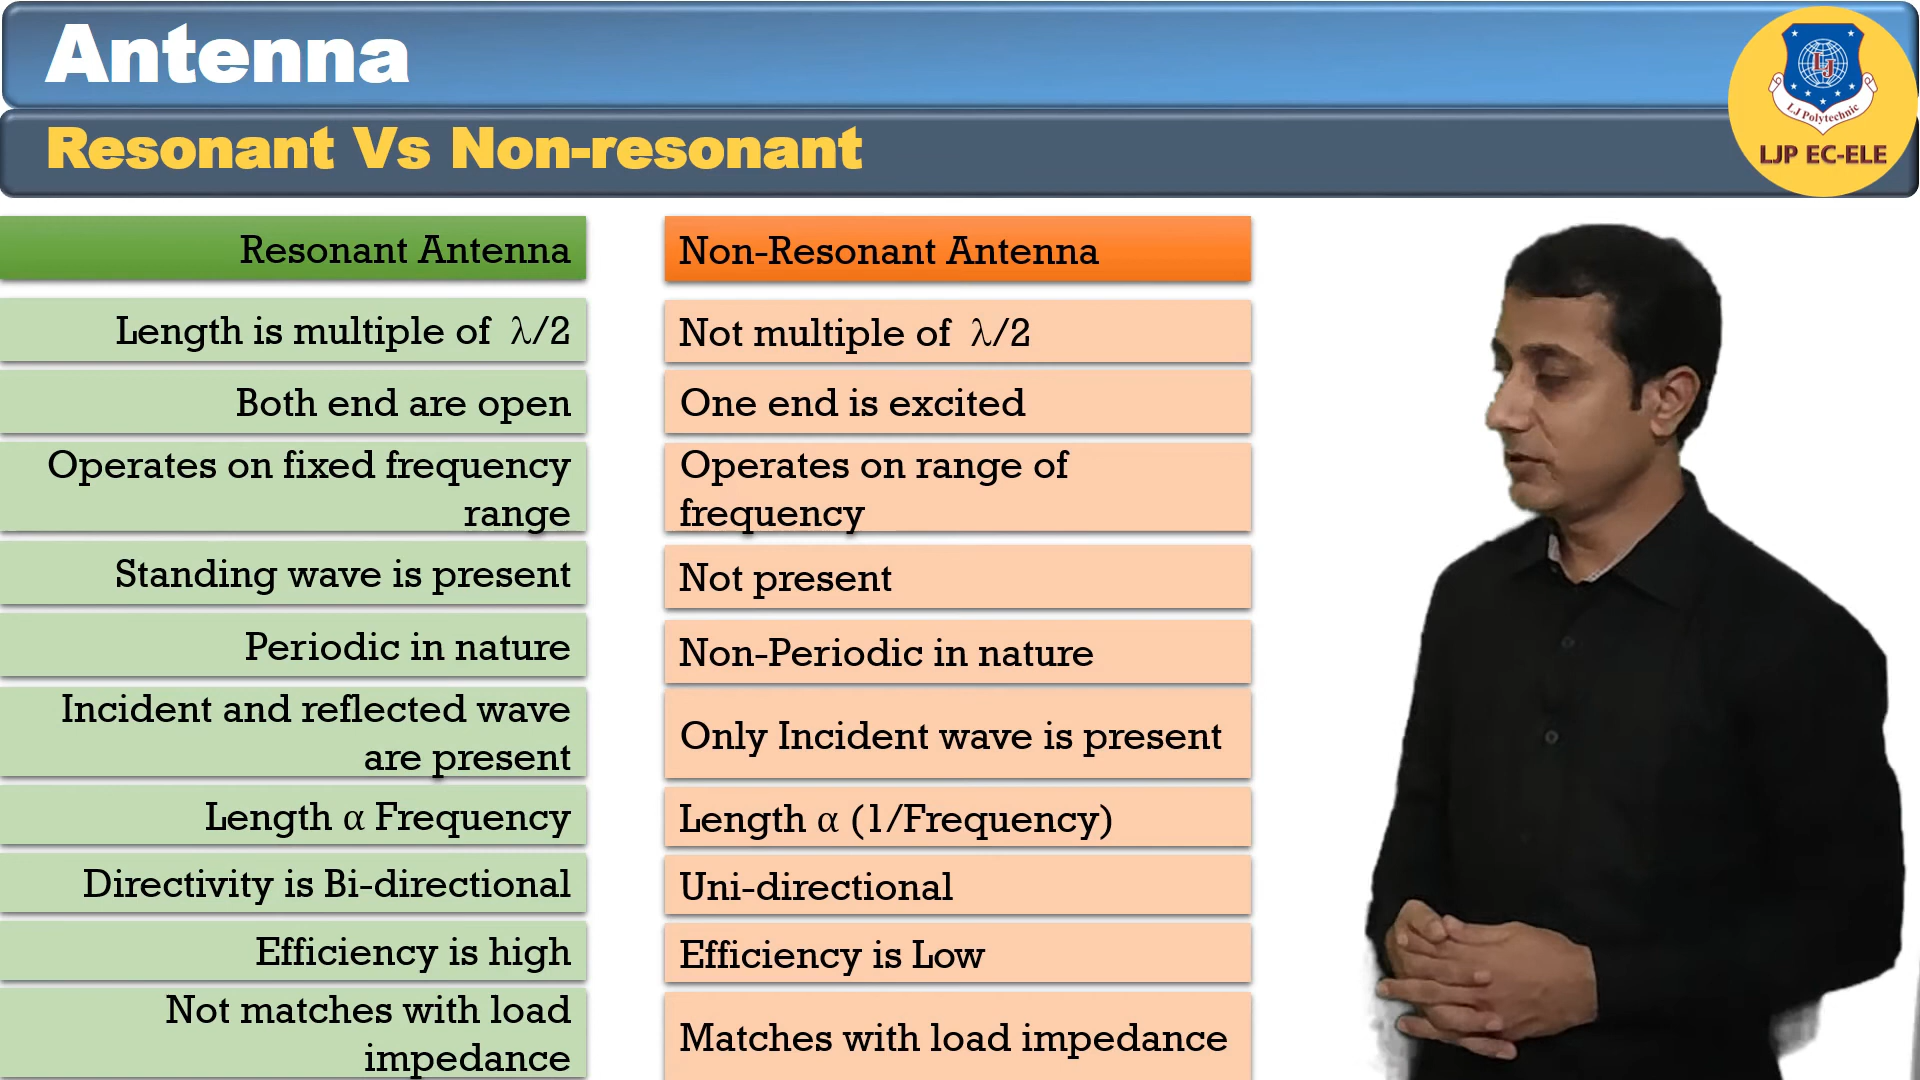 Antenna
Resonant Vs Non-resonant
LJ
LJ Polytechnic
LJP EC-ELE
Resonant Antenna
Non-Resonant Antenna
Length is multiple of λ/2
Not multiple of λ/2
Both end are open
One end is excited
Operates on fixed frequency
range
Operates on range of
frequency
Standing wave is present
Not present
Periodic in nature
Non-Periodic in nature
Incident and reflected wave
are present
Only Incident wave is present
Length α Frequency
Length α (1/Frequency)
Directivity is Bi-directional
Uni-directional
Efficiency is high
Efficiency is Low
Not matches with load
impedance
Matches with load impedance